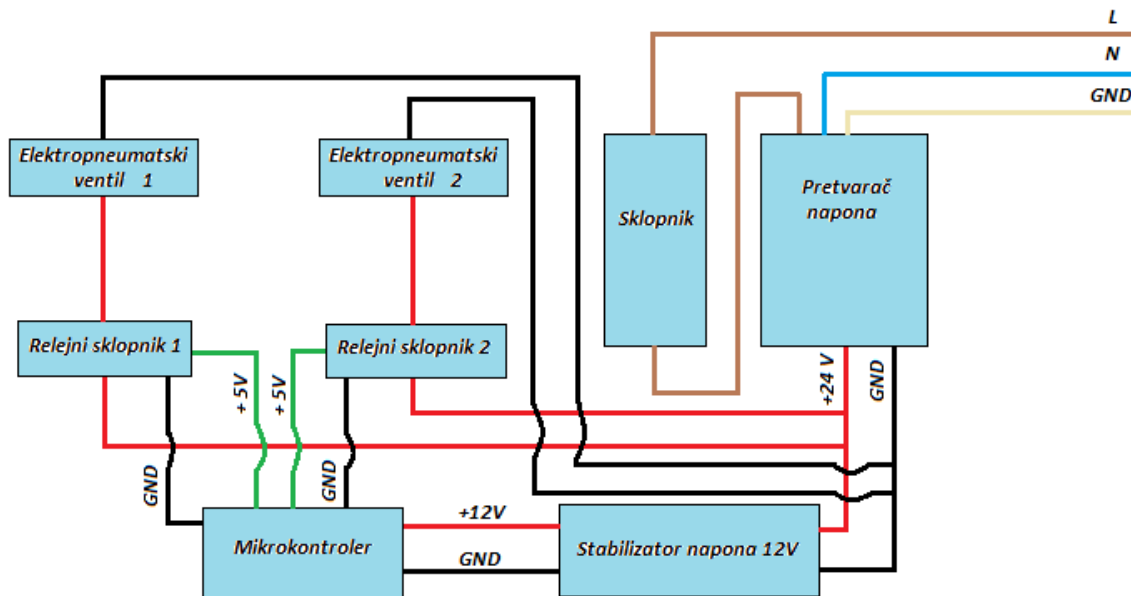 L
N
GND
Elektropneumatski
ventil 1
Elektropneumatski
ventil 2
Sklopnik
Pretvarač
napona
Relejni sklopnik 1
Relejni sklopnik 2
+ 5V
+ 5V
+24 V
GND
GND
GND
Mikrokontroler
+12V
GND
Stabilizator napona 12V